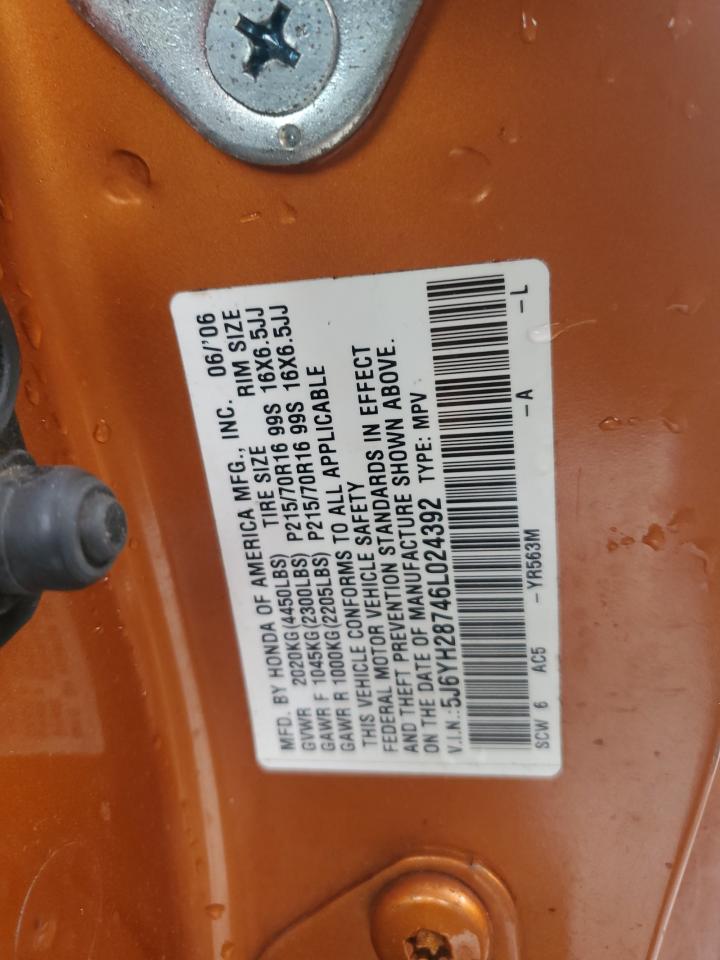 MFD. BY HONDA OF AMERICA MFG., INC. 06/'06
GVWR 2020KG(4450LBS) TIRE SIZE RIM SIZE
GAWR F 1045KG(2300LBS) P215/70R16 99S 16X6.5JJ
GAWR R 1000KG(2205LBS) P215/70R16 99S 16X6.5JJ
THIS VEHICLE CONFORMS TO ALL APPLICABLE
FEDERAL MOTOR VEHICLE SAFETY
AND THEFT PREVENTION STANDARDS IN EFFECT
ON THE DATE OF MANUFACTURE SHOWN ABOVE.
V.I.N.:5J6YH28746L024392 TYPE: MPV
SCW 6 AC5 -YR563M -A -L